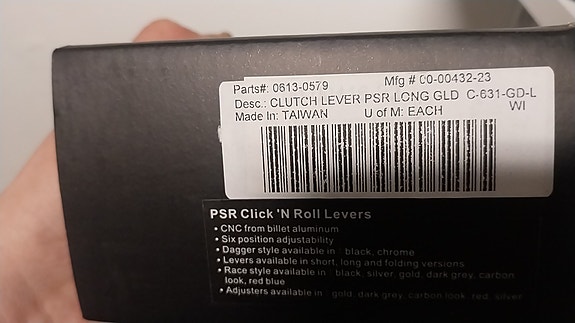 Parts#: 0613-0579 Mfg # 00-00432-23
Desc.: CLUTCH LEVER PSR LONG GLD C-631-GD-L
Made In: TAIWAN U of M: EACH WI
PSR Click 'N Roll Levers
• CNC from billet aluminum
• Six position adjustability
• Dagger style available in : black, chrome
• Levers available in short, long and folding versions
• Race style available in : black, silver, gold, dark grey, carbon
look, red blue
• Adjusters available in : gold, dark grey, carbon look ,red, silver